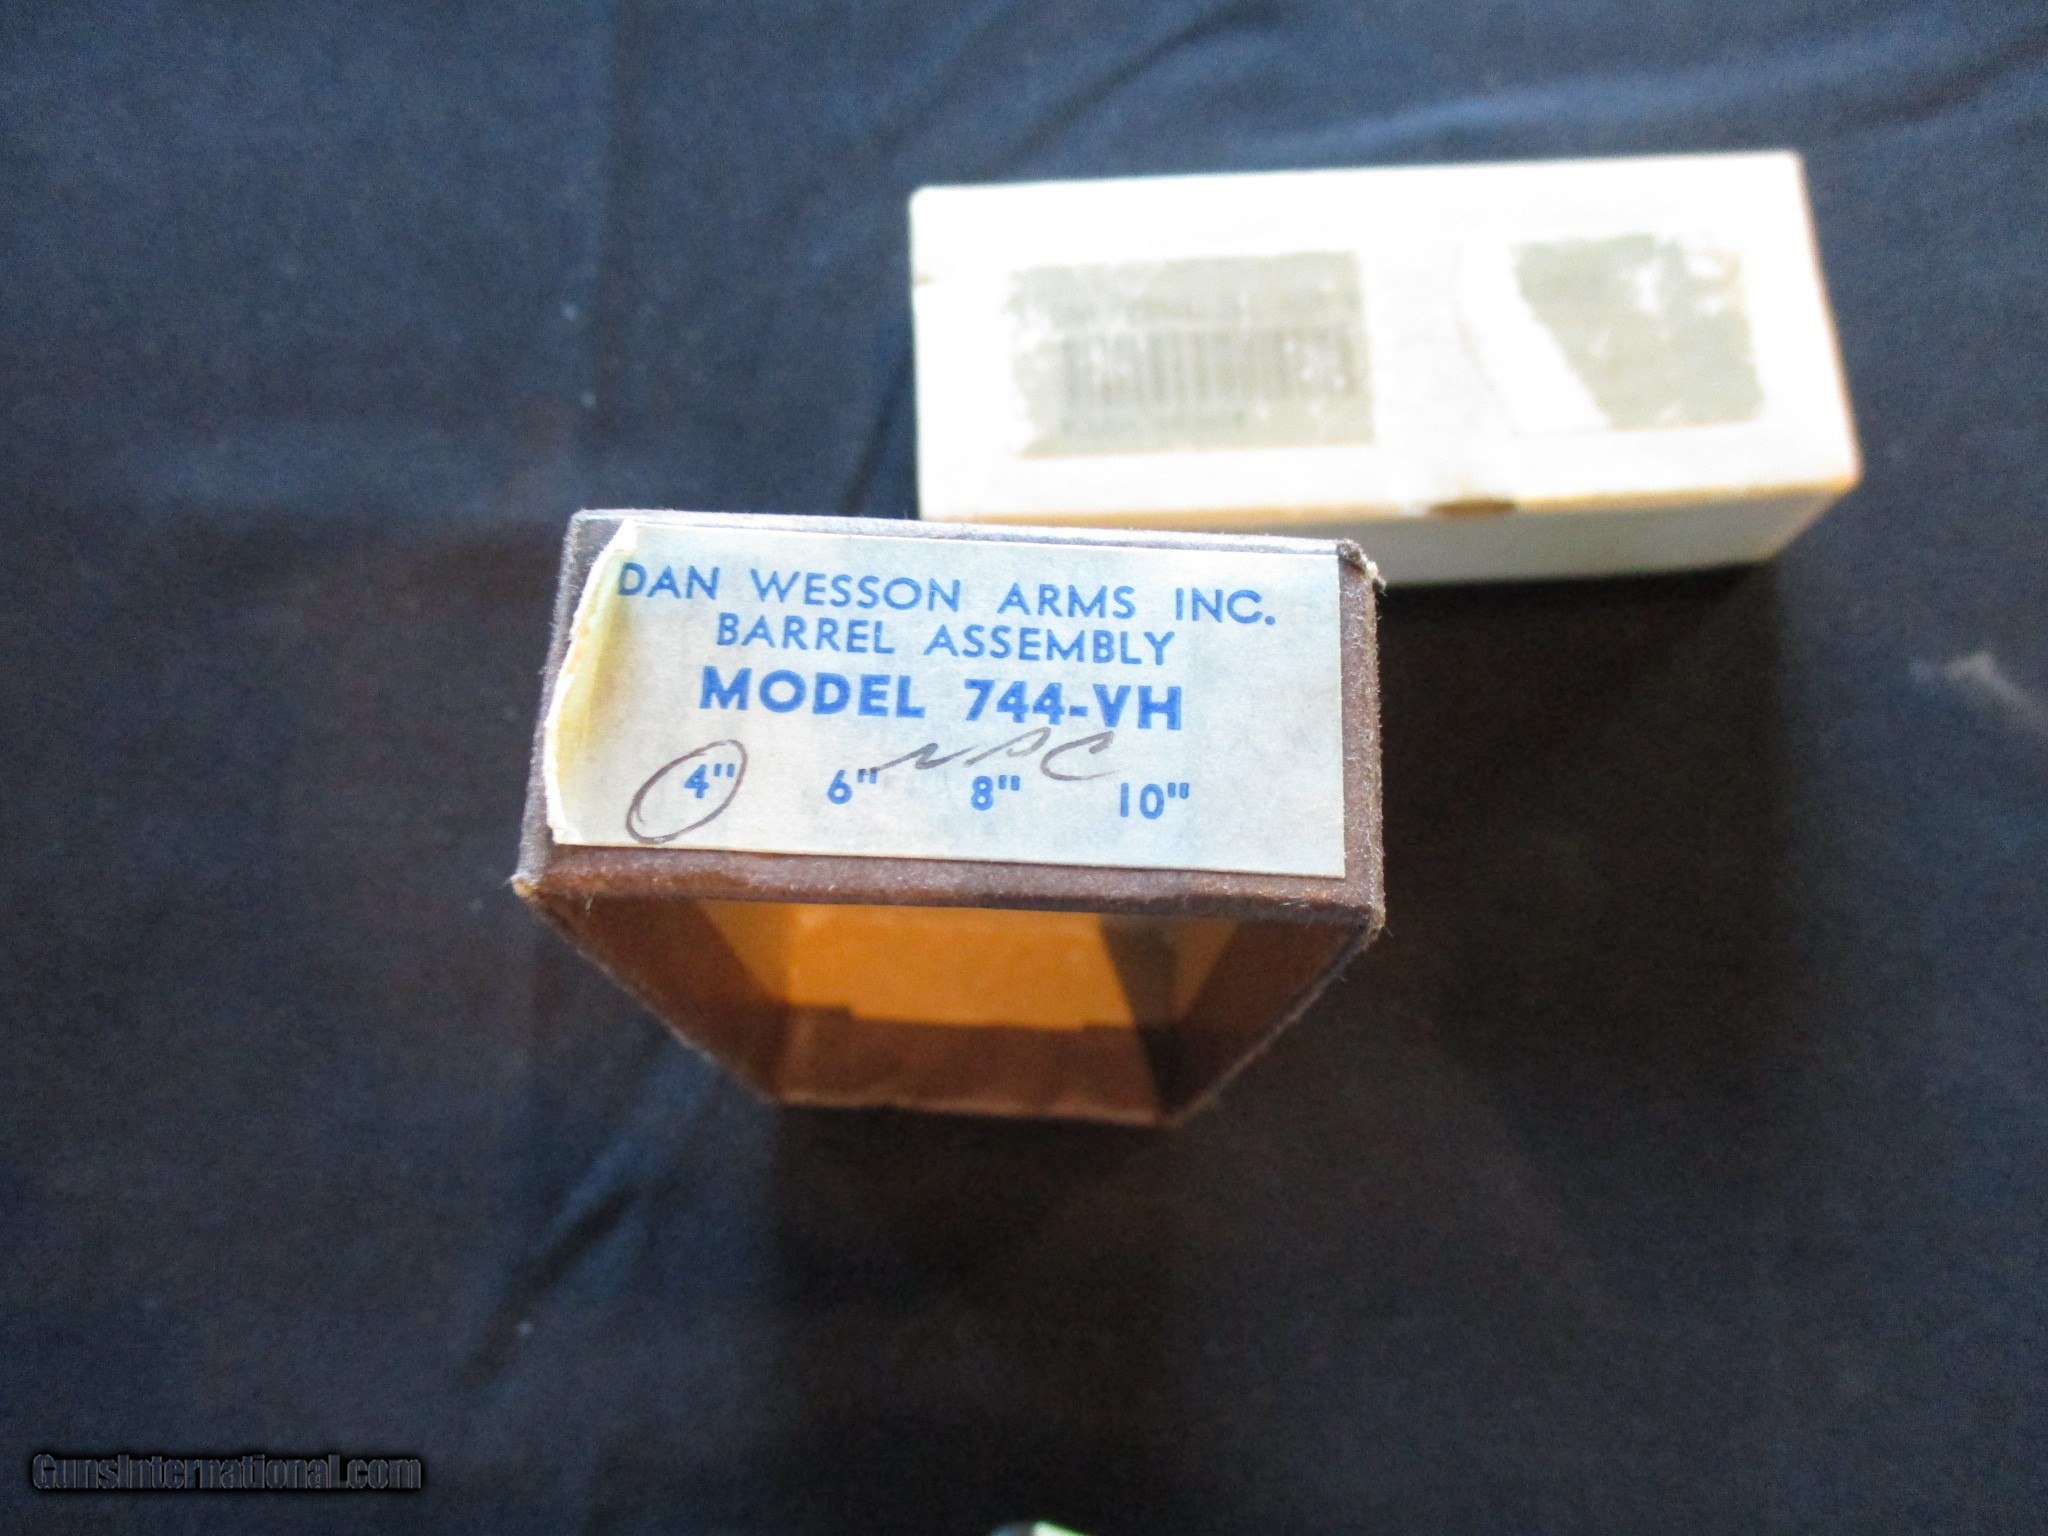 DAN WESSON ARMS INC.
BARREL ASSEMBLY
MODEL 744-VH
4" 6" 8" 10"
GunsInternational.com